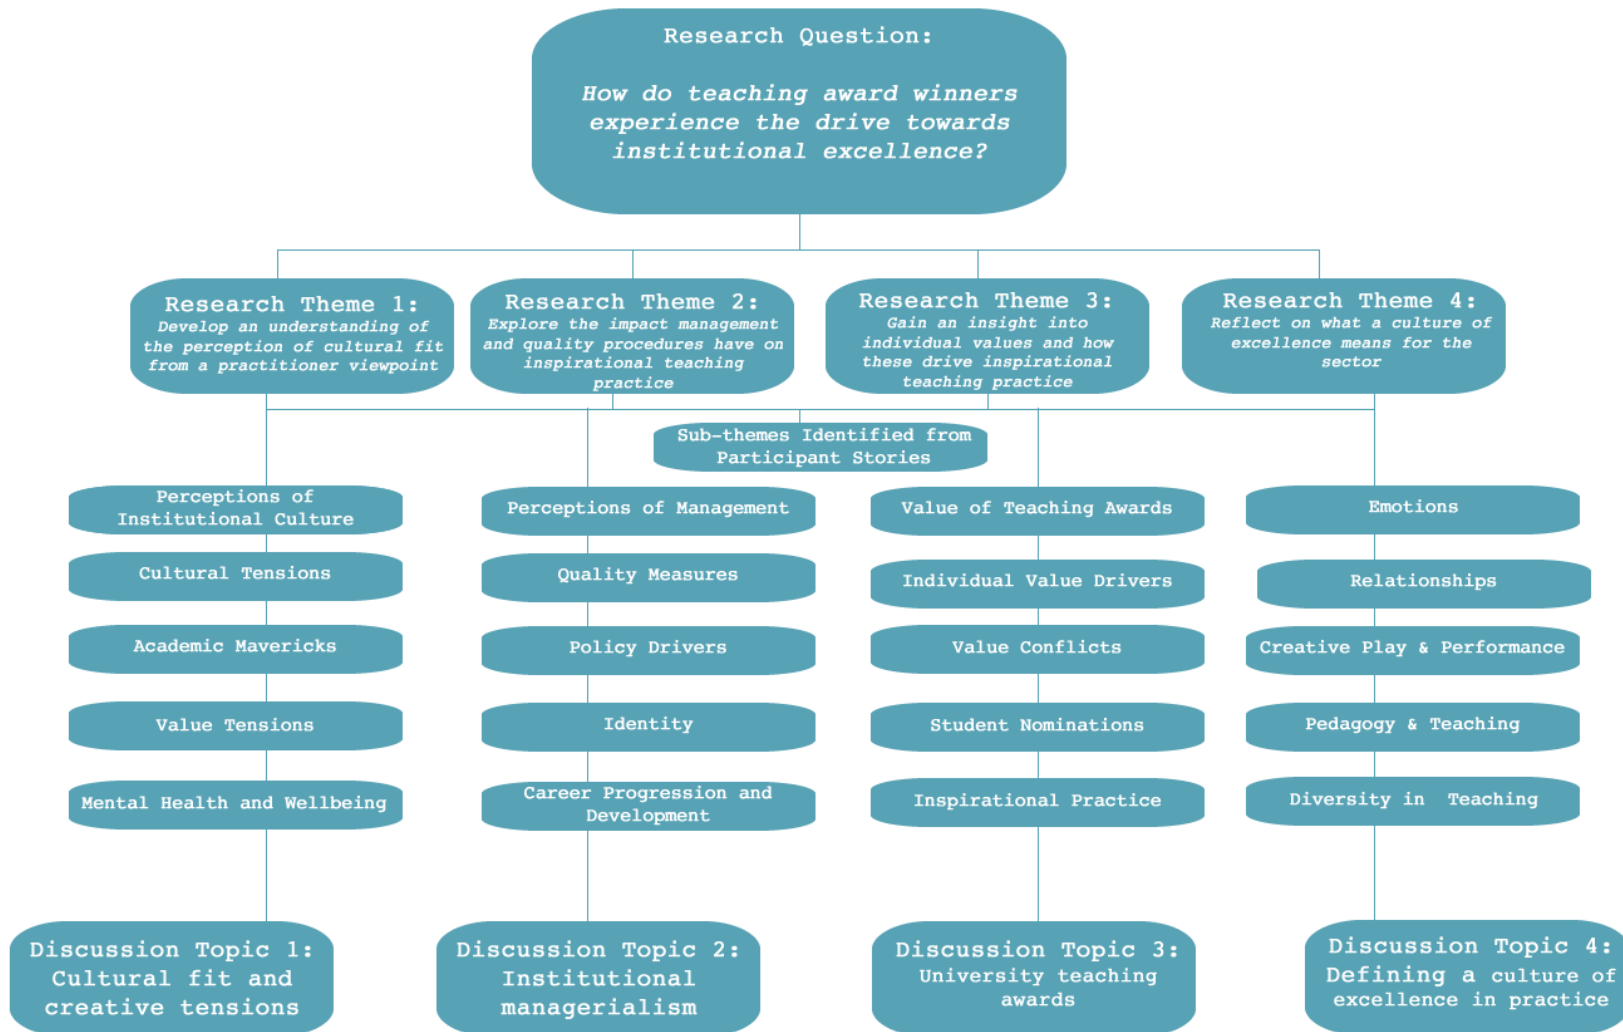 Research Question:
How do teaching award winners
experience the drive towards
institutional excellence?
Research Theme 1:
Develop an understanding of
the perception of cultural fit
from a practitioner viewpoint
Research Theme 2:
Explore the impact management
and quality procedures have on
inspirational teaching
practice
Research Theme 3:
Gain an insight into
individual values and how
these drive inspirational
teaching practice
Research Theme 4:
Reflect on what a culture of
excellence means for the
sector
Sub-themes Identified from
Participant Stories
Perceptions of
Institutional Culture
Cultural Tensions
Academic Mavericks
Value Tensions
Mental Health and Wellbeing
Perceptions of Management
Quality Measures
Policy Drivers
Identity
Career Progression and
Development
Value of Teaching Awards
Individual Value Drivers
Value Conflicts
Student Nominations
Inspirational Practice
Emotions
Relationships
Creative Play & Performance
Pedagogy & Teaching
Diversity in Teaching
Discussion Topic 1:
Cultural fit and
creative tensions
Discussion Topic 2:
Institutional
managerialism
Discussion Topic 3:
University teaching
awards
Discussion Topic 4:
Defining a culture of
excellence in practice